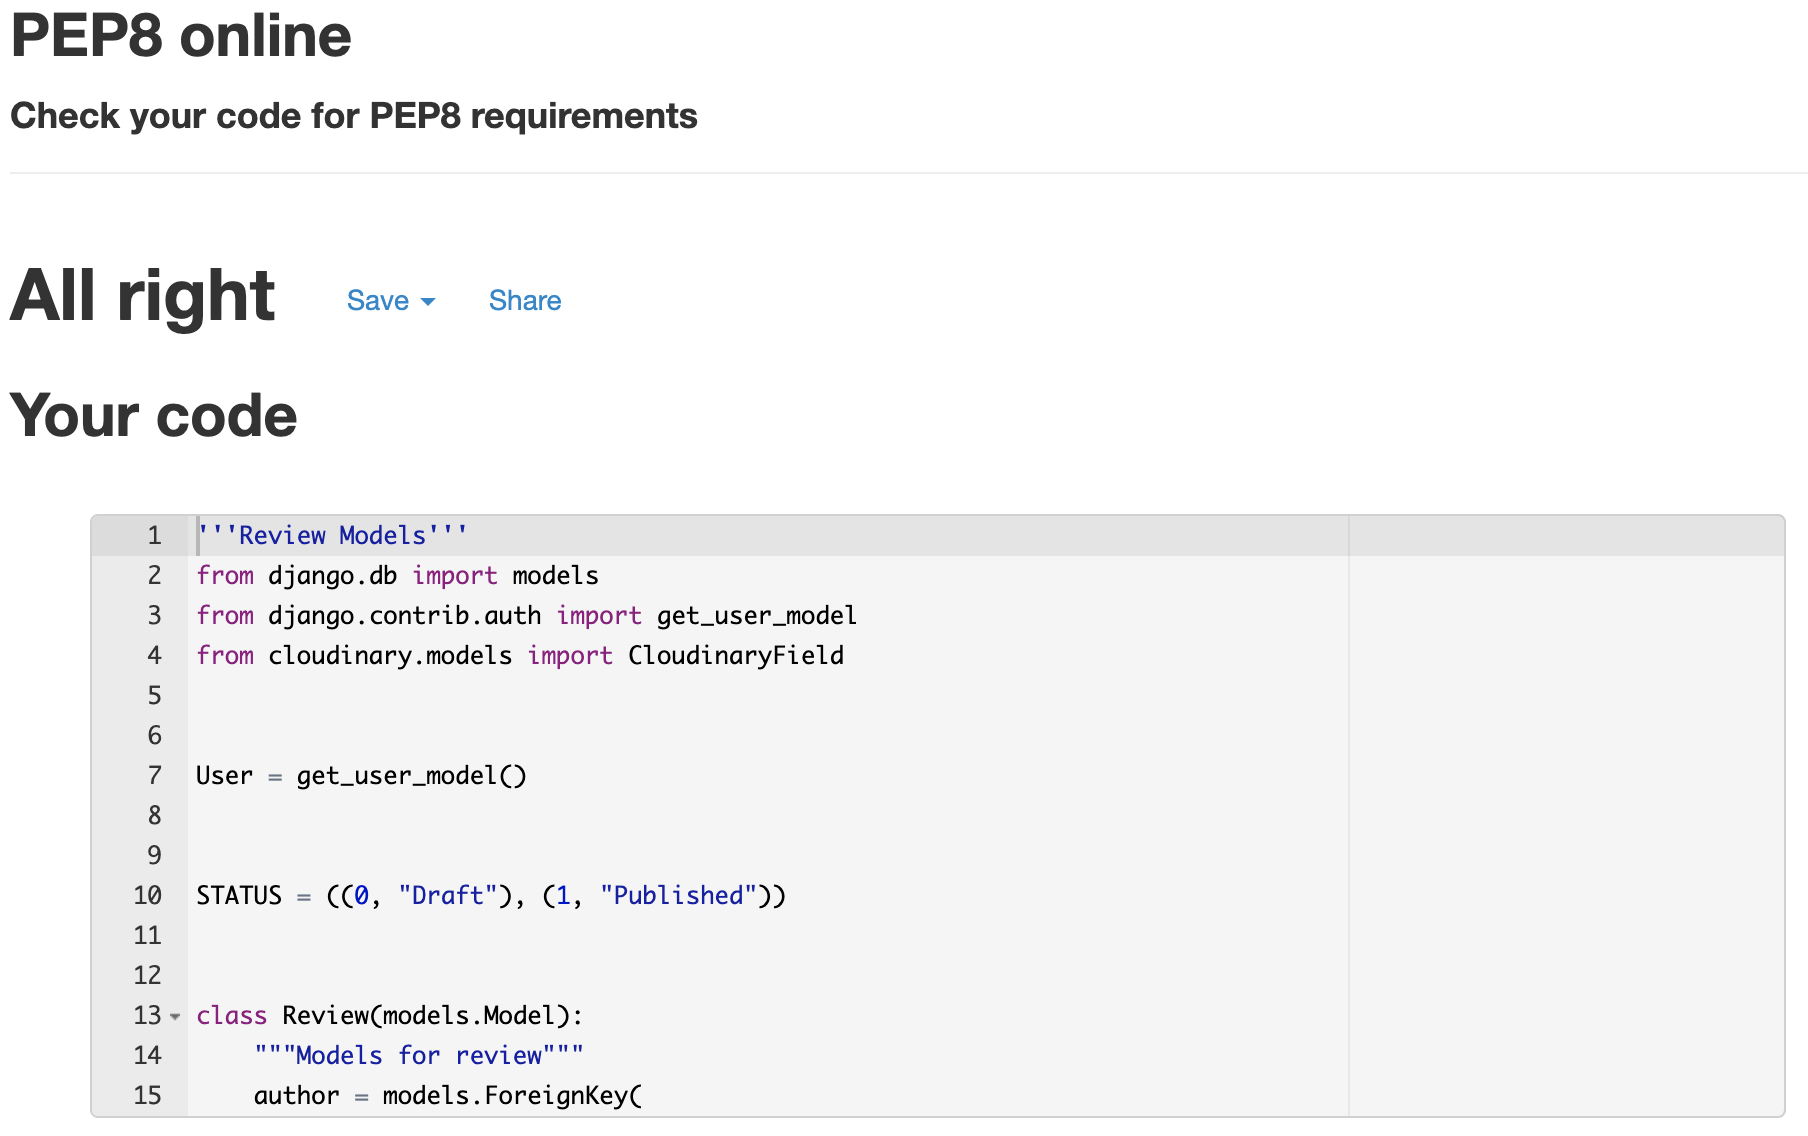 PEP8 online
Check your code for PEP8 requirements
All right Save Share
Your code
1 '''Review Models'''
2 from django.db import models
3 from django.contrib.auth import get_user_model
4 from cloudinary.models import CloudinaryField
5
6
7 User = get_user_model()
8
9
10 STATUS = ((0, "Draft"), (1, "Published"))
11
12
13 class Review(models.Model):
14     """Models for review"""
15     author = models.ForeignKey(